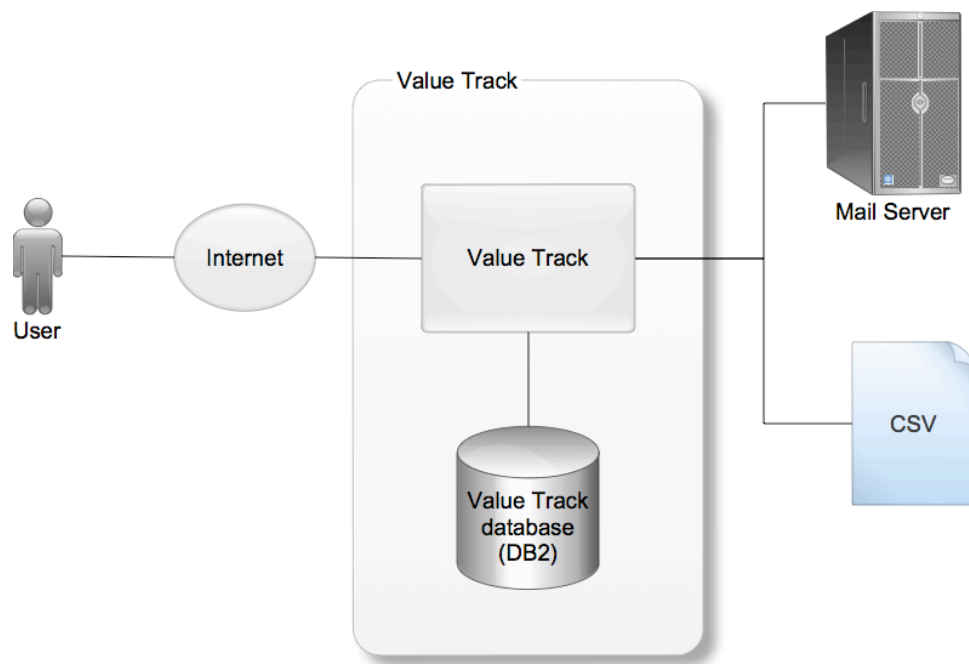 Value Track
Mail Server
User
Internet
Value Track
CSV
Value Track
database
(DB2)